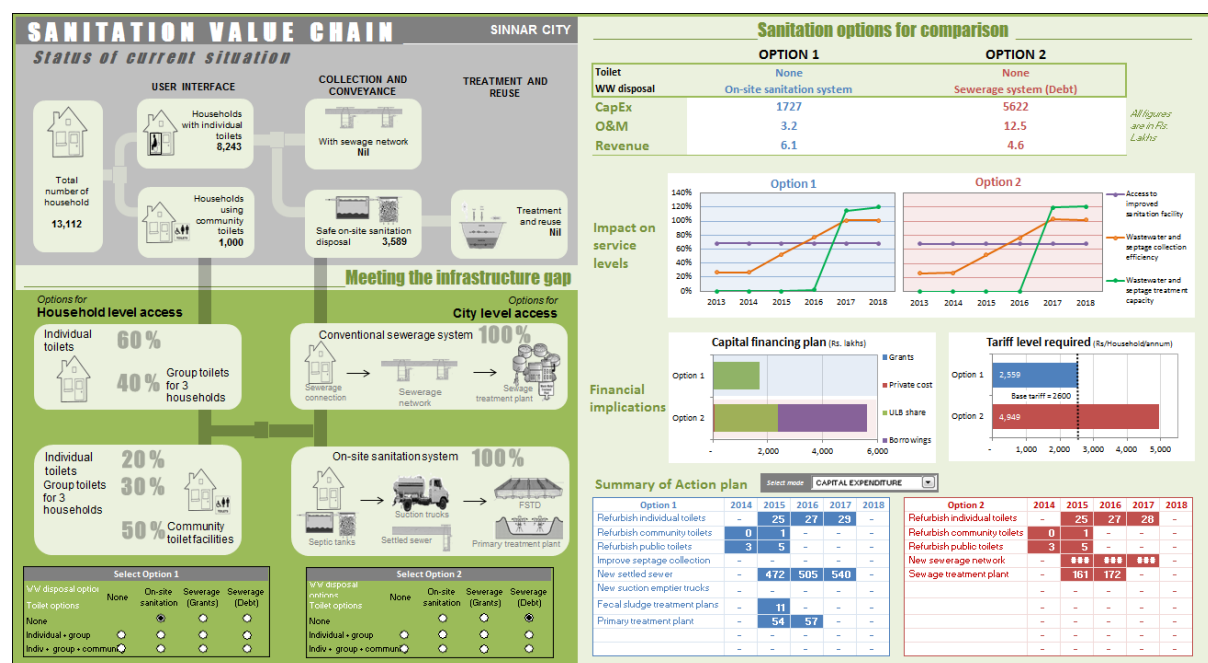 SANITATION VALUE CHAIN
SINNAR CITY
Status of current situation
USER INTERFACE
COLLECTION AND
CONVEYANCE
TREATMENT AND
REUSE
Total
number of
household
13,112
Households
with individual
toilets
8,243
Households
using
community
toilets
1,000
With sewage network
Nil
Safe on-site sanitation
disposal 3,589
Treatment
and reuse
Nil
Meeting the infrastructure gap
Options for
Household level access
Options for
City level access
Individual
toilets
60%
40%
Group toilets
for 3
households
Conventional sewerage system 100%
Sewerage
connection
Sewerage
network
Sewage
treatment plant
Individual
toilets
20%
Group toilets
for 3
households
30%
50% Community
toilet facilities
On-site sanitation system 100%
Septic tanks
Suction trucks
Settled sewer
FSTD
Primary treatment plant
Select Option 1
WW disposal optio
Toilet options
None
On-site
sanitation
Sewerage
(Grants)
Sewerage
(Debt)
None
Individual + group
Indiv + group + commun
Select Option 2
WW disposal
options
Toilet options
None
On-site
sanitation
Sewerage
(Grants)
Sewerage
(Debt)
None
Individual + group
Indiv + group + commun
Sanitation options for comparison
OPTION 1 OPTION 2
Toilet None None
WW disposal On-site sanitation system Sewerage system (Debt)
CapEx 1727 5622
O&M 3.2 12.5
Revenue 6.1 4.6
All figures
are in Rs.
Lakhs
Impact on
service
levels
Option 1
Option 2
140%
120%
100%
80%
60%
40%
20%
0%
2013 2014 2015 2016 2017 2018
2013 2014 2015 2016 2017 2018
Access to
improved
sanitation facility
Wastewater and
septage collection
efficiency
Wastewater and
septage treatment
capacity
Financial
implications
Capital financing plan (Rs. lakhs)
Option 1
Option 2
- 2,000 4,000 6,000
Grants
Private cost
ULB share
Borrowings
Tariff level required (Rs/Household/annum)
Option 1 2,559
Base tariff = 2600
Option 2 4,949
- 1,000 2,000 3,000 4,000 5,000
Summary of Action plan
Select mode CAPITAL EXPENDITURE
Option 1 2014 2015 2016 2017 2018
Refurbish individual toilets - 25 27 29 -
Refurbish community toilets 0 1 - - -
Refurbish public toilets 3 5 - - -
Improve septage collection - - - - -
New settled sewer - 472 505 540 -
New suction emptier trucks
Fecal sludge treatment plans - 11 - - -
Primary treatment plant - 54 57 - -
- - - - -
- - - - -
Option 2 2014 2015 2016 2017 2018
Refurbish individual toilets - 25 27 28 -
Refurbish community toilets 0 1 - - -
Refurbish public toilets 3 5 - - -
New sewerage network - ### ### ### -
Sewage treatment plant - 161 172 - -
- - - - -
- - - - -
- - - - -
- - - - -